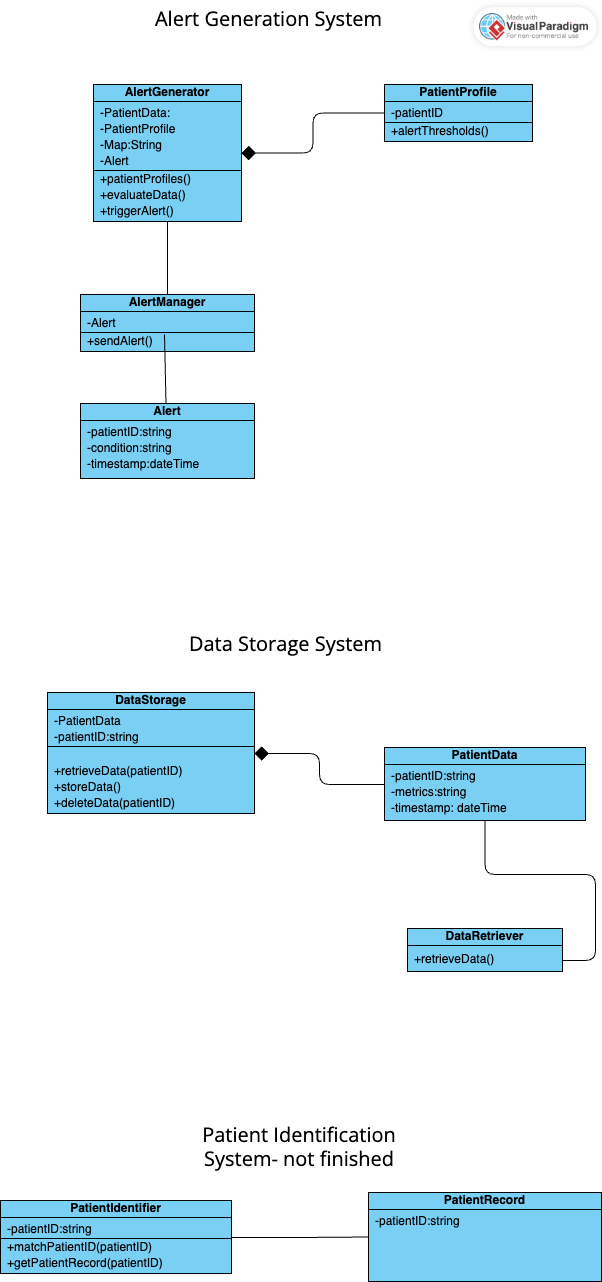 Alert Generation System
Made with
VisualParadigm
For non-commercial use
AlertGenerator
-PatientData:
-PatientProfile
-Map:String
-Alert
+patientProfiles()
+evaluateData()
+triggerAlert()
PatientProfile
-patientID
+alertThresholds()
AlertManager
-Alert
+sendAlert()
Alert
-patientID:string
-condition:string
-timestamp:dateTime
Data Storage System
DataStorage
-PatientData
-patientID:string
+retrieveData(patientID)
+storeData()
+deleteData(patientID)
PatientData
-patientID:string
-metrics:string
-timestamp: dateTime
DataRetriever
+retrieveData()
Patient Identification
System- not finished
PatientIdentifier
-patientID:string
+matchPatientID(patientID)
+getPatientRecord(patientID)
PatientRecord
-patientID:string